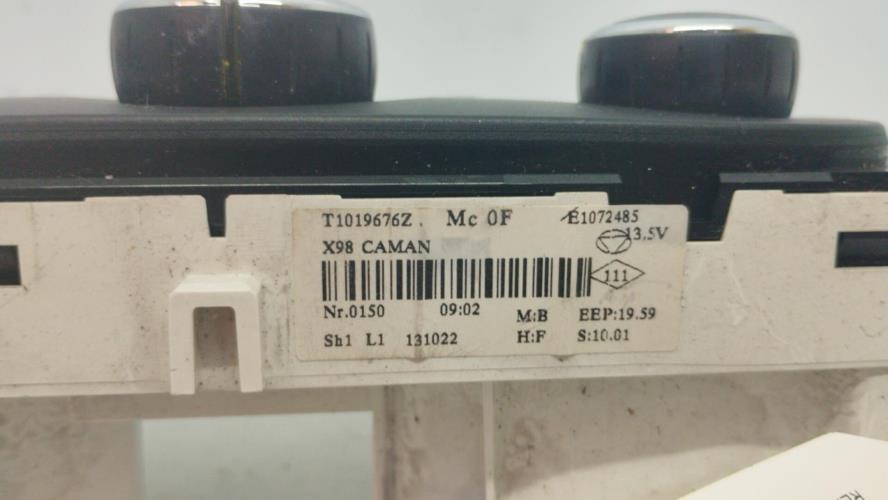 T1019676Z Mc 0F E1072485
X98 CAMAN 13.5V
111
Nr.0150 09:02 M:B EEP:19.59
Sh1 L1 131022 H:F S:10.01